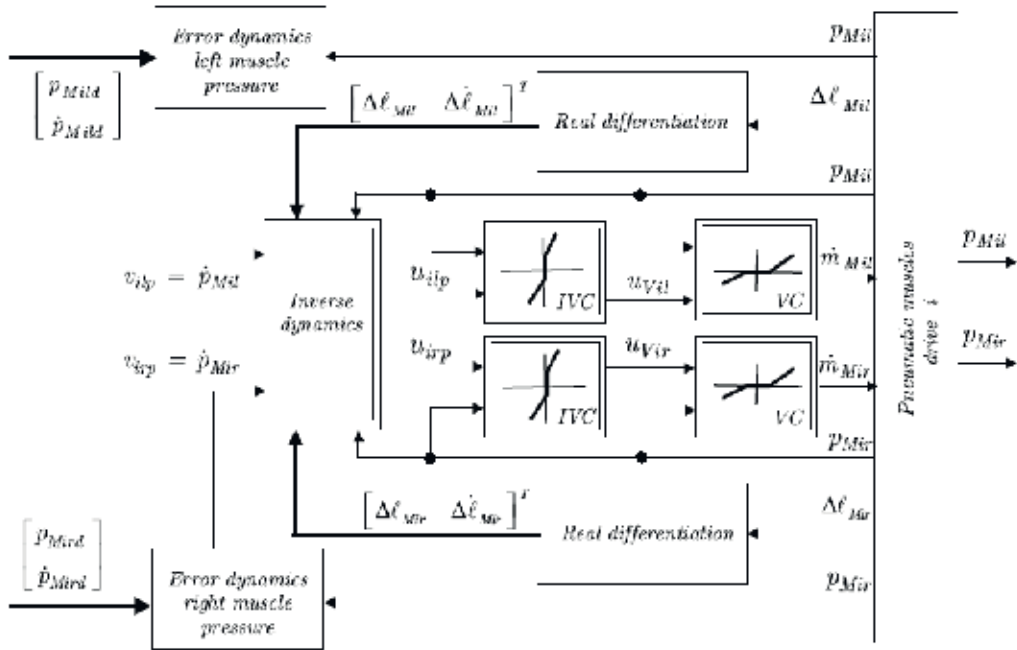 Error dynamics
left muscle
pressure
p_Mil
[ p_Mild
ṗ_Mild ]
[ Δℓ_Mil Δℓ̇_Mil ]^T
Δℓ_Mil
Real differentiation
p_Mil
v_ilp = ṗ_Mil
v_irp = ṗ_Mir
Inverse
dynamics
υ_ilp
IVC
u_Vil
VC
ṁ_Mil
υ_irp
IVC
u_Vir
VC
ṁ_Mir
Pneumatic muscles
drive i
p_Mil
p_Mir
p_Mir
[ Δℓ_Mir Δℓ̇_Mir ]^T
Δℓ_Mir
Real differentiation
[ p_Mird
ṗ_Mird ]
Error dynamics
right muscle
pressure
p_Mir